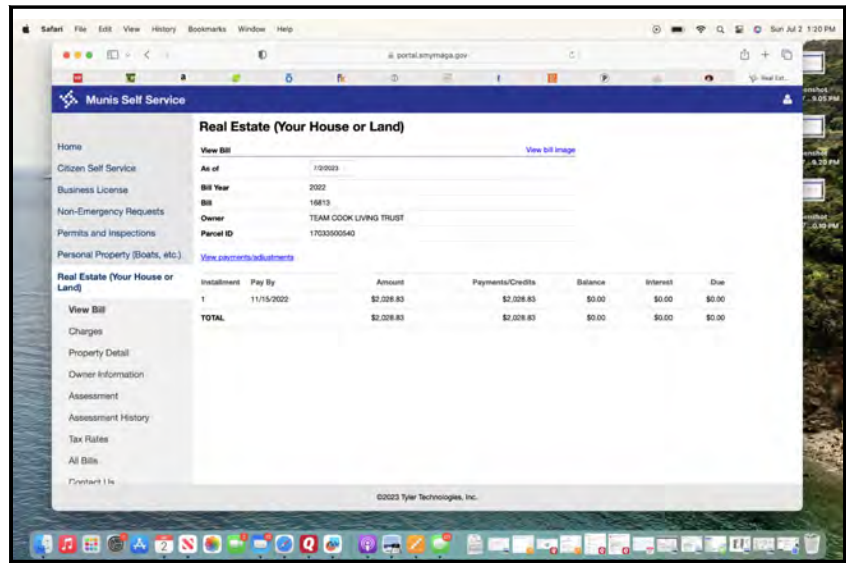 Safari File Edit View History Bookmarks Window Help
Sun Jul 2 1:20 PM
portal.smyrnaga.gov
Munis Self Service
Real Estate (Your House or Land)
Home
Citizen Self Service
Business License
Non-Emergency Requests
Permits and Inspections
Personal Property (Boats, etc.)
Real Estate (Your House or Land)
View Bill
Charges
Property Detail
Owner Information
Assessment
Assessment History
Tax Rates
All Bills
Contact Us
View Bill View bill image
As of 7/2/2023
Bill Year 2022
Bill 16813
Owner TEAM COOK LIVING TRUST
Parcel ID 17033500540
View payments/adjustments
Installment Pay By Amount Payments/Credits Balance Interest Due
1 11/15/2022 $2,028.83 $2,028.83 $0.00 $0.00 $0.00
TOTAL $2,028.83 $2,028.83 $0.00 $0.00 $0.00
©2023 Tyler Technologies, Inc.